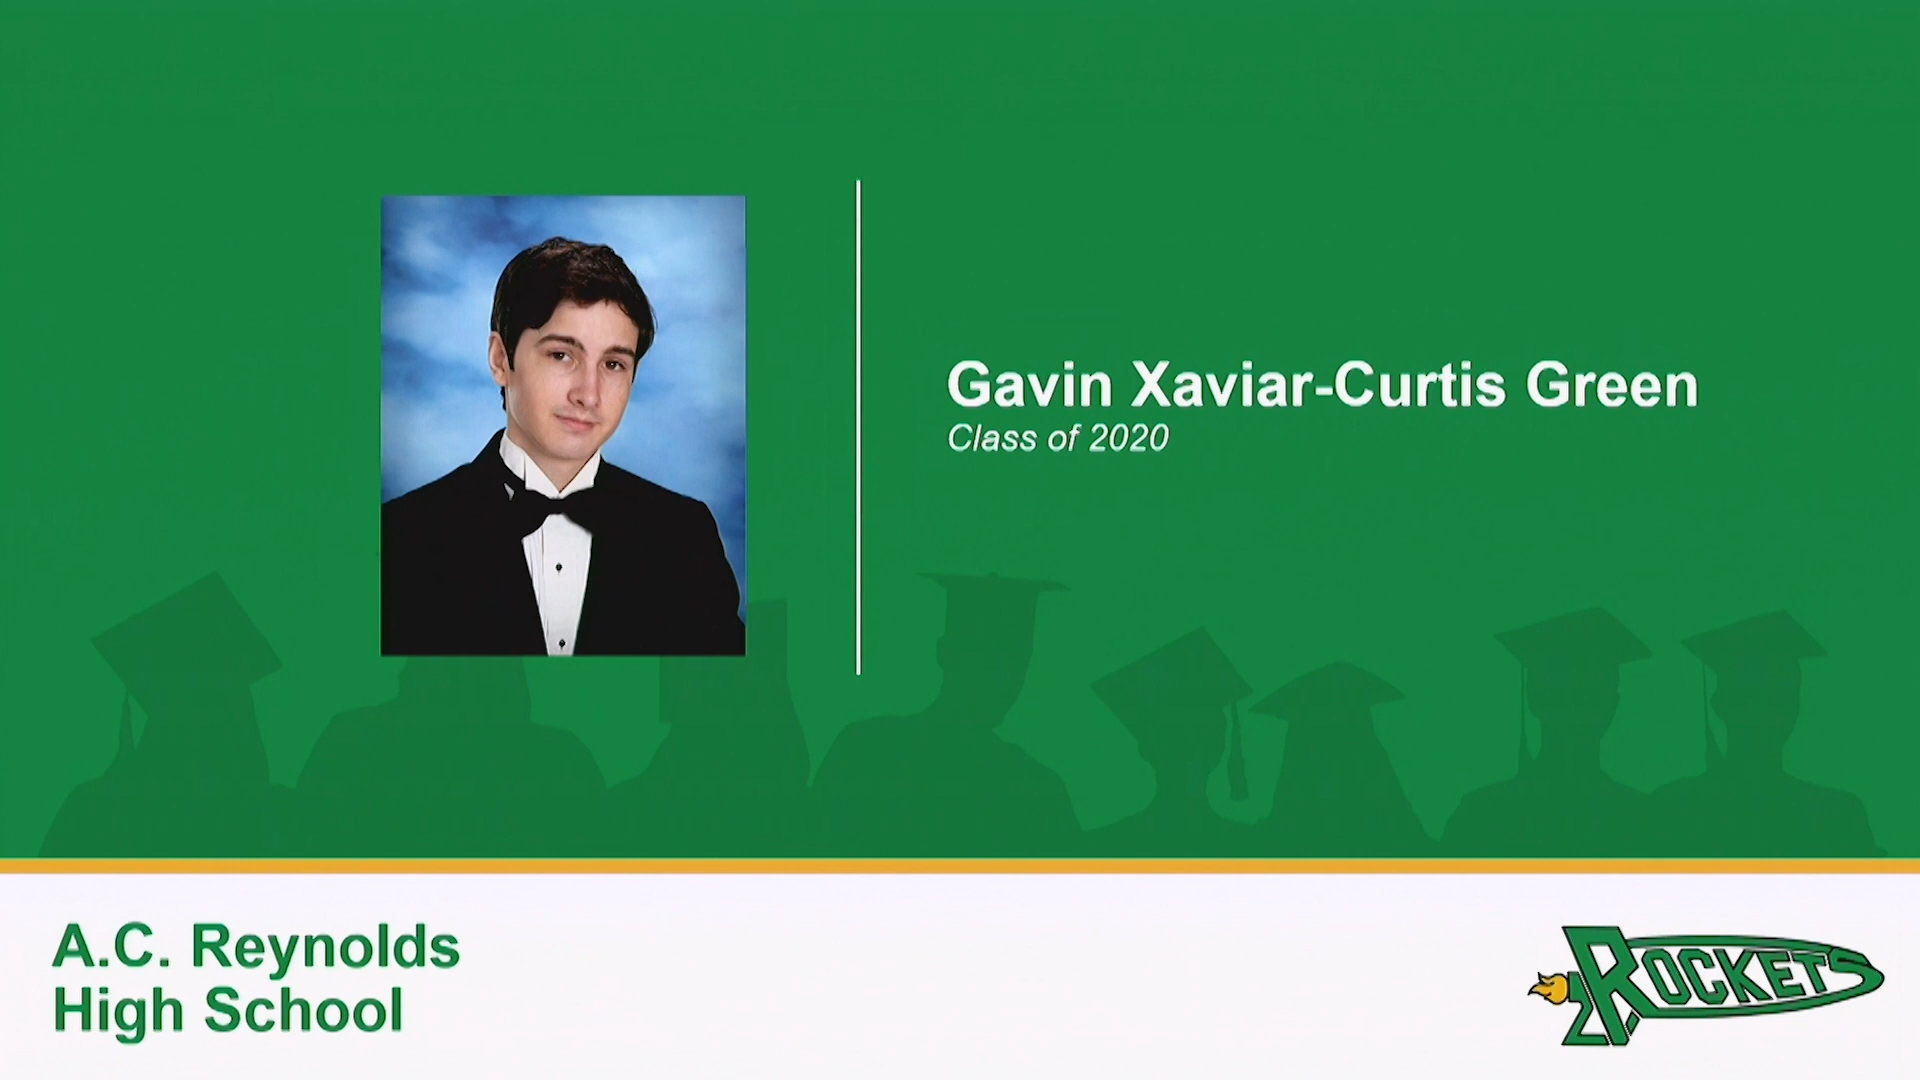 Gavin Xaviar-Curtis Green
Class of 2020
A.C. Reynolds
High School
ROCKETS